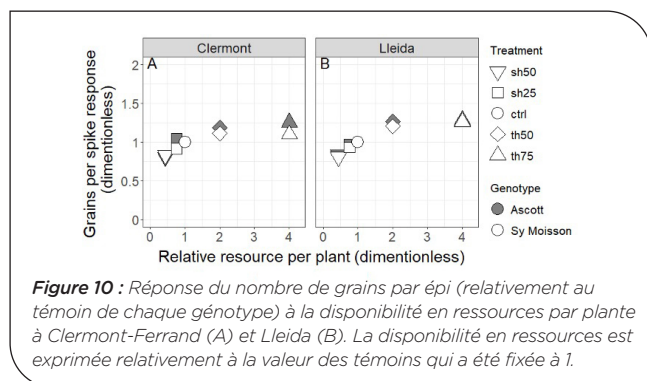 Clermont
Lleida
A
B
Grains per spike response
(dimentionless)
2
1.5
1
0.5
0
0 1 2 3 4
0 1 2 3 4
Relative resource per plant (dimentionless)
Treatment
sh50
sh25
ctrl
th50
th75
Genotype
Ascott
Sy Moisson
Figure 10 : Réponse du nombre de grains par épi (relativement au
témoin de chaque génotype) à la disponibilité en ressources par plante
à Clermont-Ferrand (A) et Lleida (B). La disponibilité en ressources est
exprimée relativement à la valeur des témoins qui a été fixée à 1.